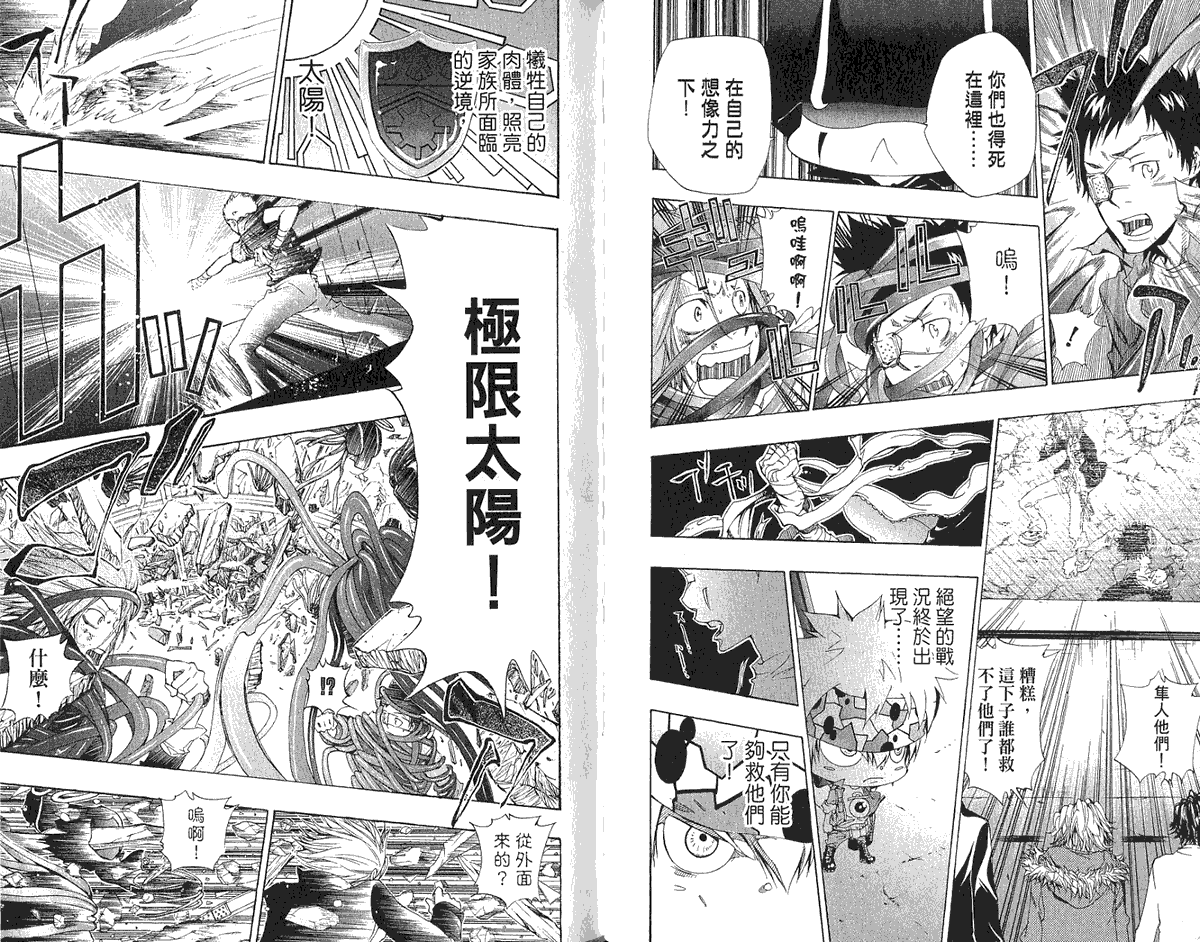 你們也得死
在這裡……
在自己的
想像力之
下！
！
嗚！
嗚哇啊啊！
隼人他們！
糟糕，
這下子誰都救
不了他們了！
絕望的戰
況終於出
現了……
只有你能
夠救他們
了！
犧牲自己的
肉體，照亮
家族所面臨
的逆境，
太陽！
極限太陽！
!?
什麼！
從外面
來的？
嗚啊！